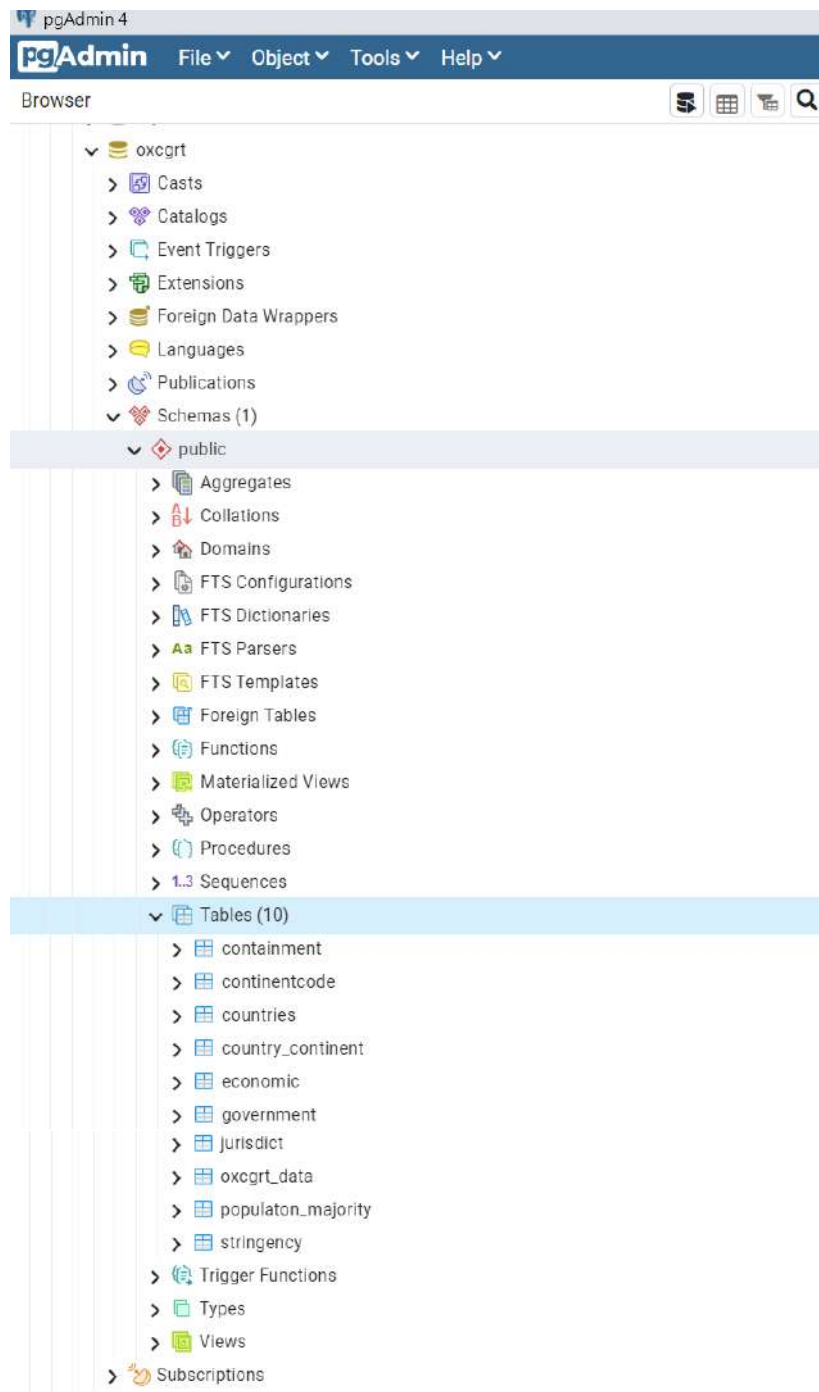 pgAdmin 4
pgAdmin File Object Tools Help
Browser
oxcgrt
Casts
Catalogs
Event Triggers
Extensions
Foreign Data Wrappers
Languages
Publications
Schemas (1)
public
Aggregates
Collations
Domains
FTS Configurations
FTS Dictionaries
Aa FTS Parsers
FTS Templates
Foreign Tables
Functions
Materialized Views
Operators
Procedures
1..3 Sequences
Tables (10)
containment
continentcode
countries
country_continent
economic
government
jurisdict
oxcgrt_data
populaton_majority
stringency
Trigger Functions
Types
Views
Subscriptions